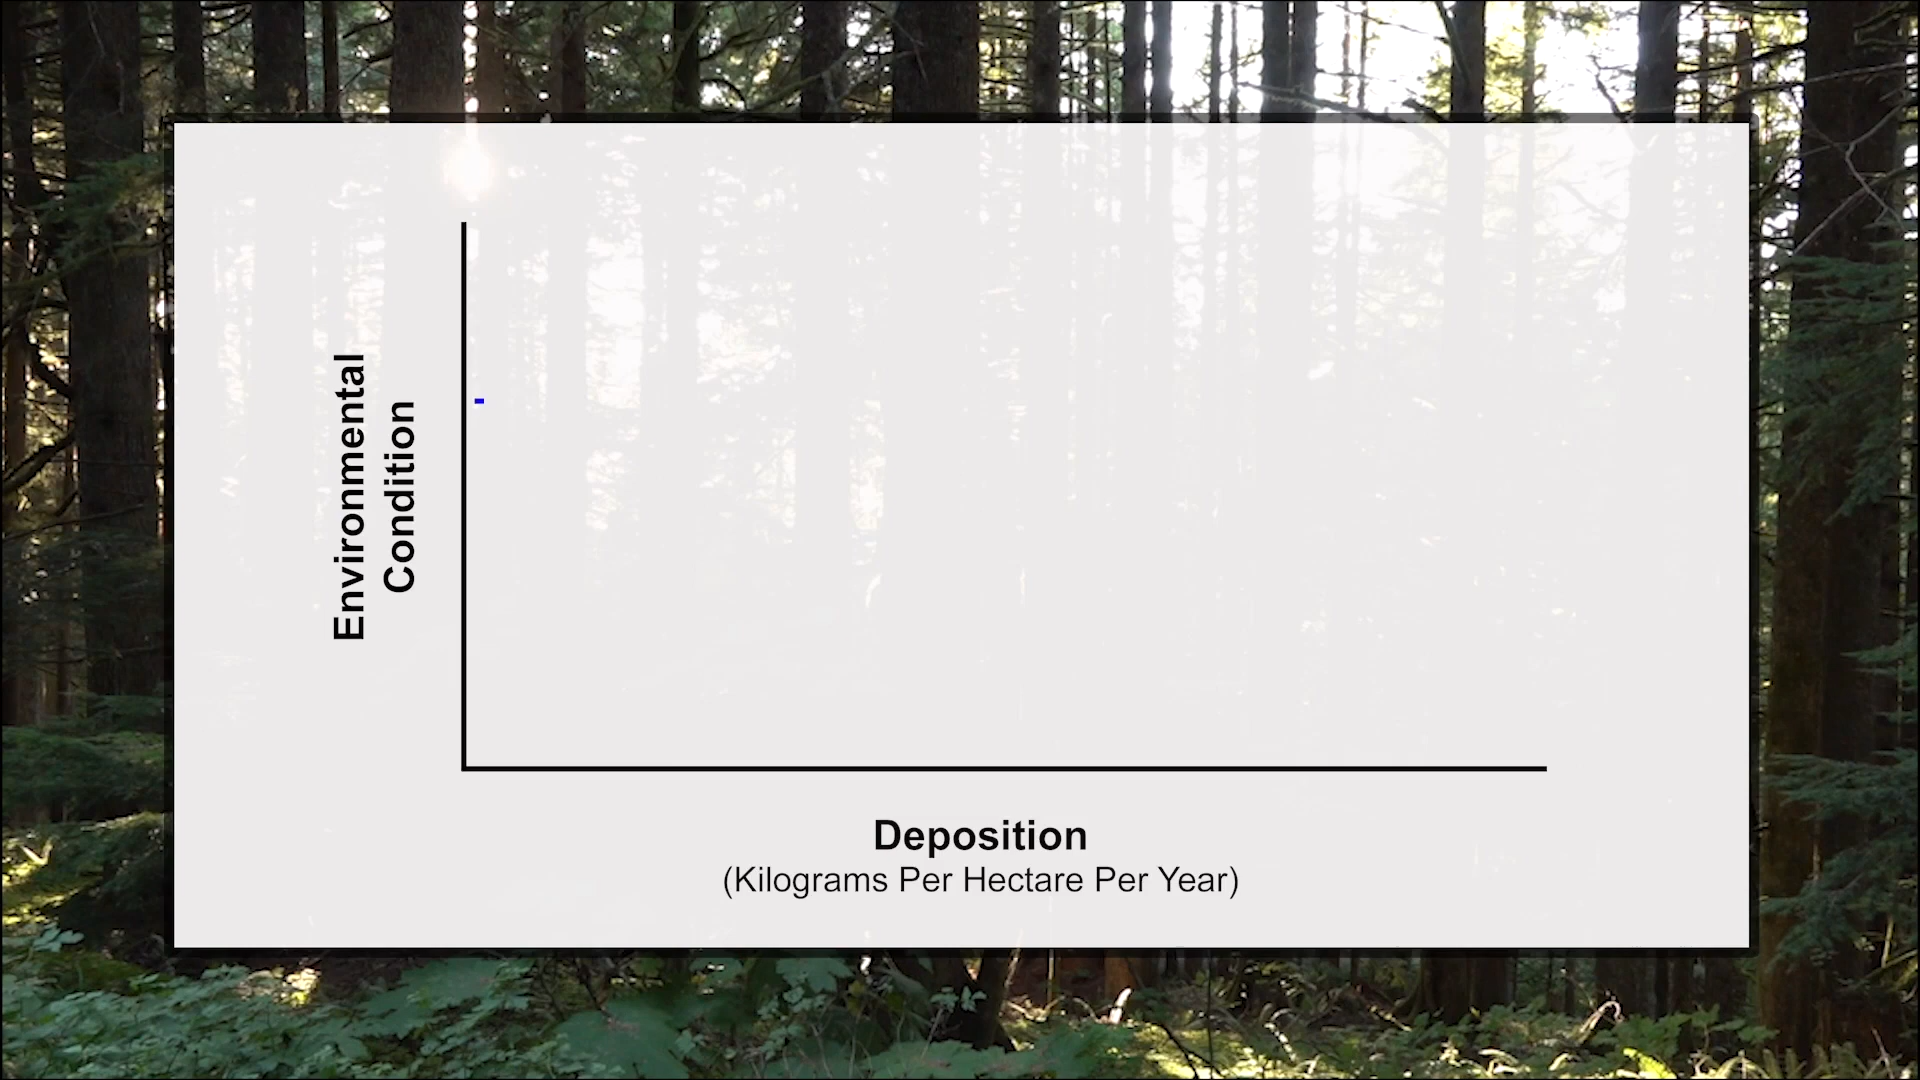 Environmental
Condition
Deposition
(Kilograms Per Hectare Per Year)